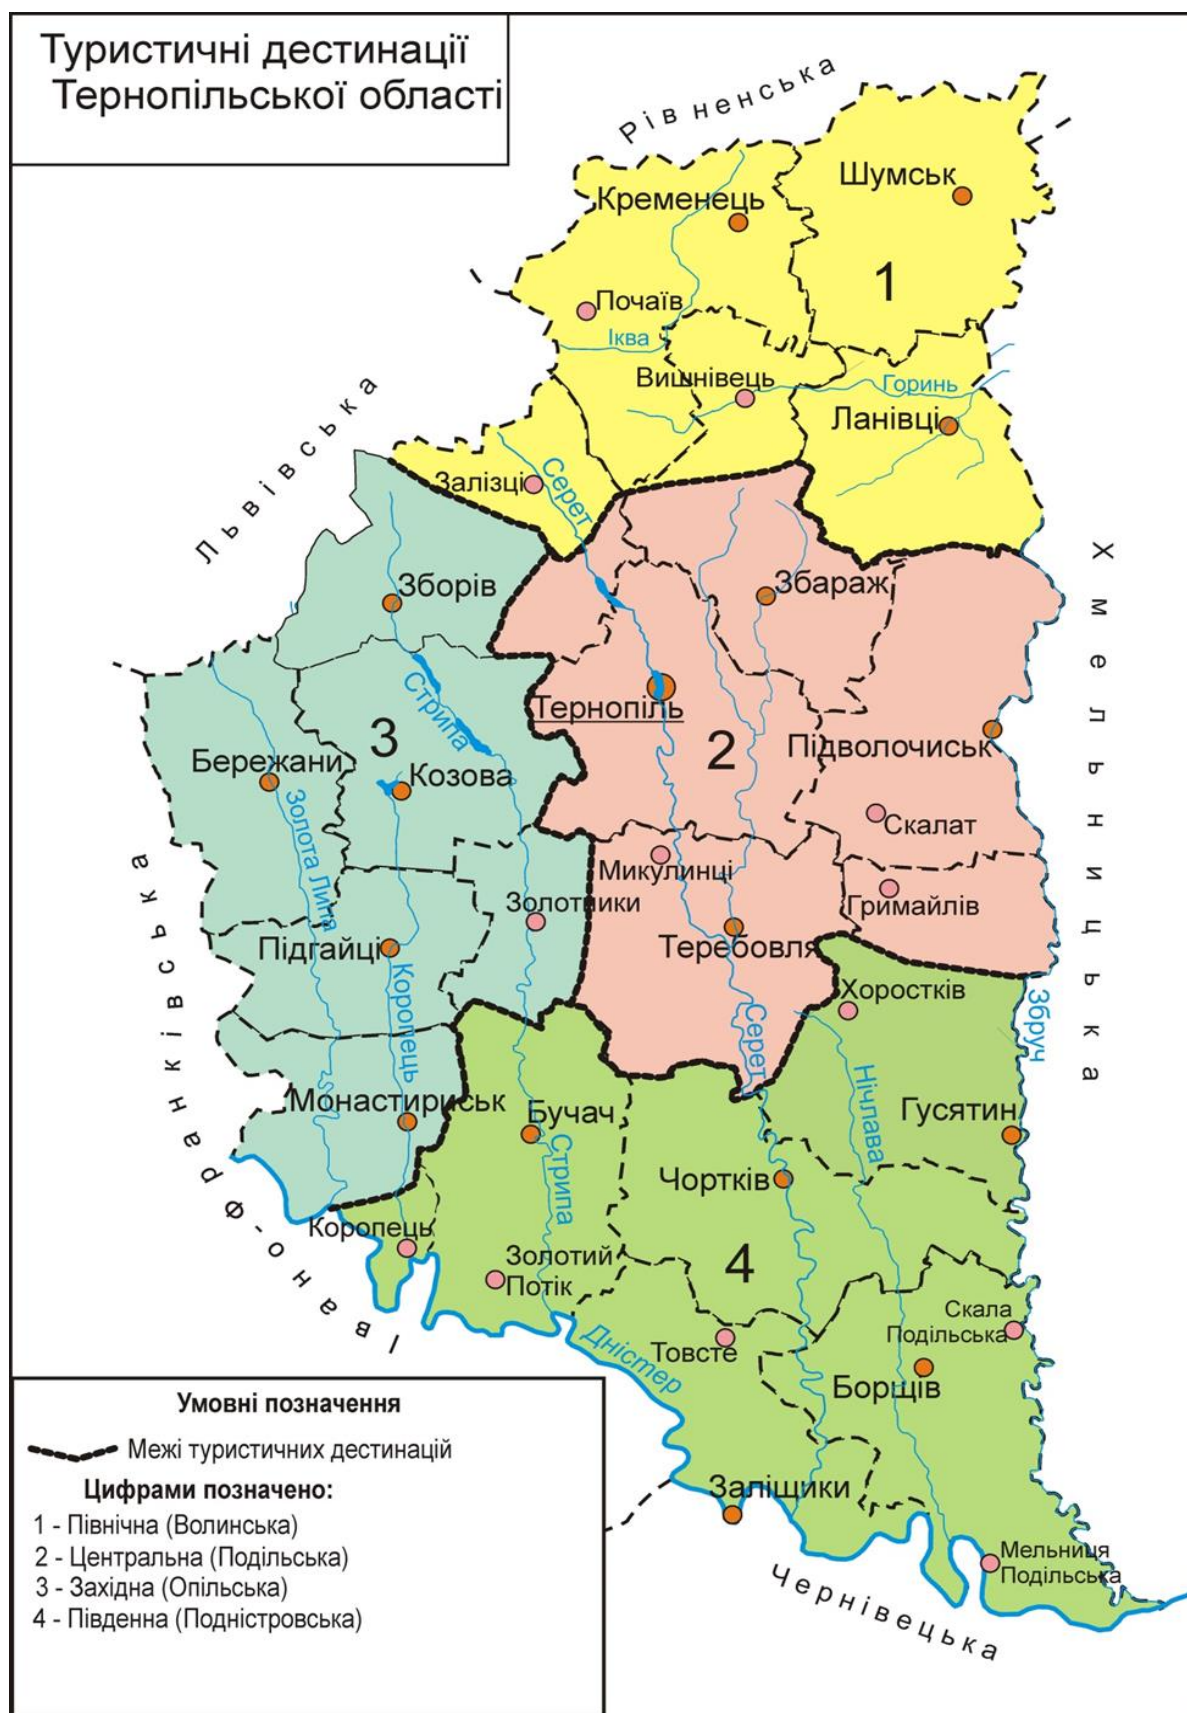 Туристичні дестинації
Тернопільської області
Рівненська
Шумськ
Кременець
1
Почаїв
Іква
Вишнівець
Горинь
Ланівці
Львівська
Залізці
Серет
Хмельницька
Зборів
Збараж
Стрипа
Тернопіль
3
2
Підволочиськ
Бережани
Козова
Золота Липа
Скалат
Микулинці
Івано-Франківська
Золотники
Гримайлів
Підгайці
Теребовля
Коропець
Хоростків
Збруч
Серет
Нічлава
Монастириськ
Бучач
Гусятин
Стрипа
Чортків
Коропець
Золотий
Потік
4
Скала
Подільська
Дністер
Товсте
Борщів
Заліщики
Мельниця
Подільська
Чернівецька
Умовні позначення
Межі туристичних дестинацій
Цифрами позначено:
1 - Північна (Волинська)
2 - Центральна (Подільська)
3 - Західна (Опільська)
4 - Південна (Подністровська)